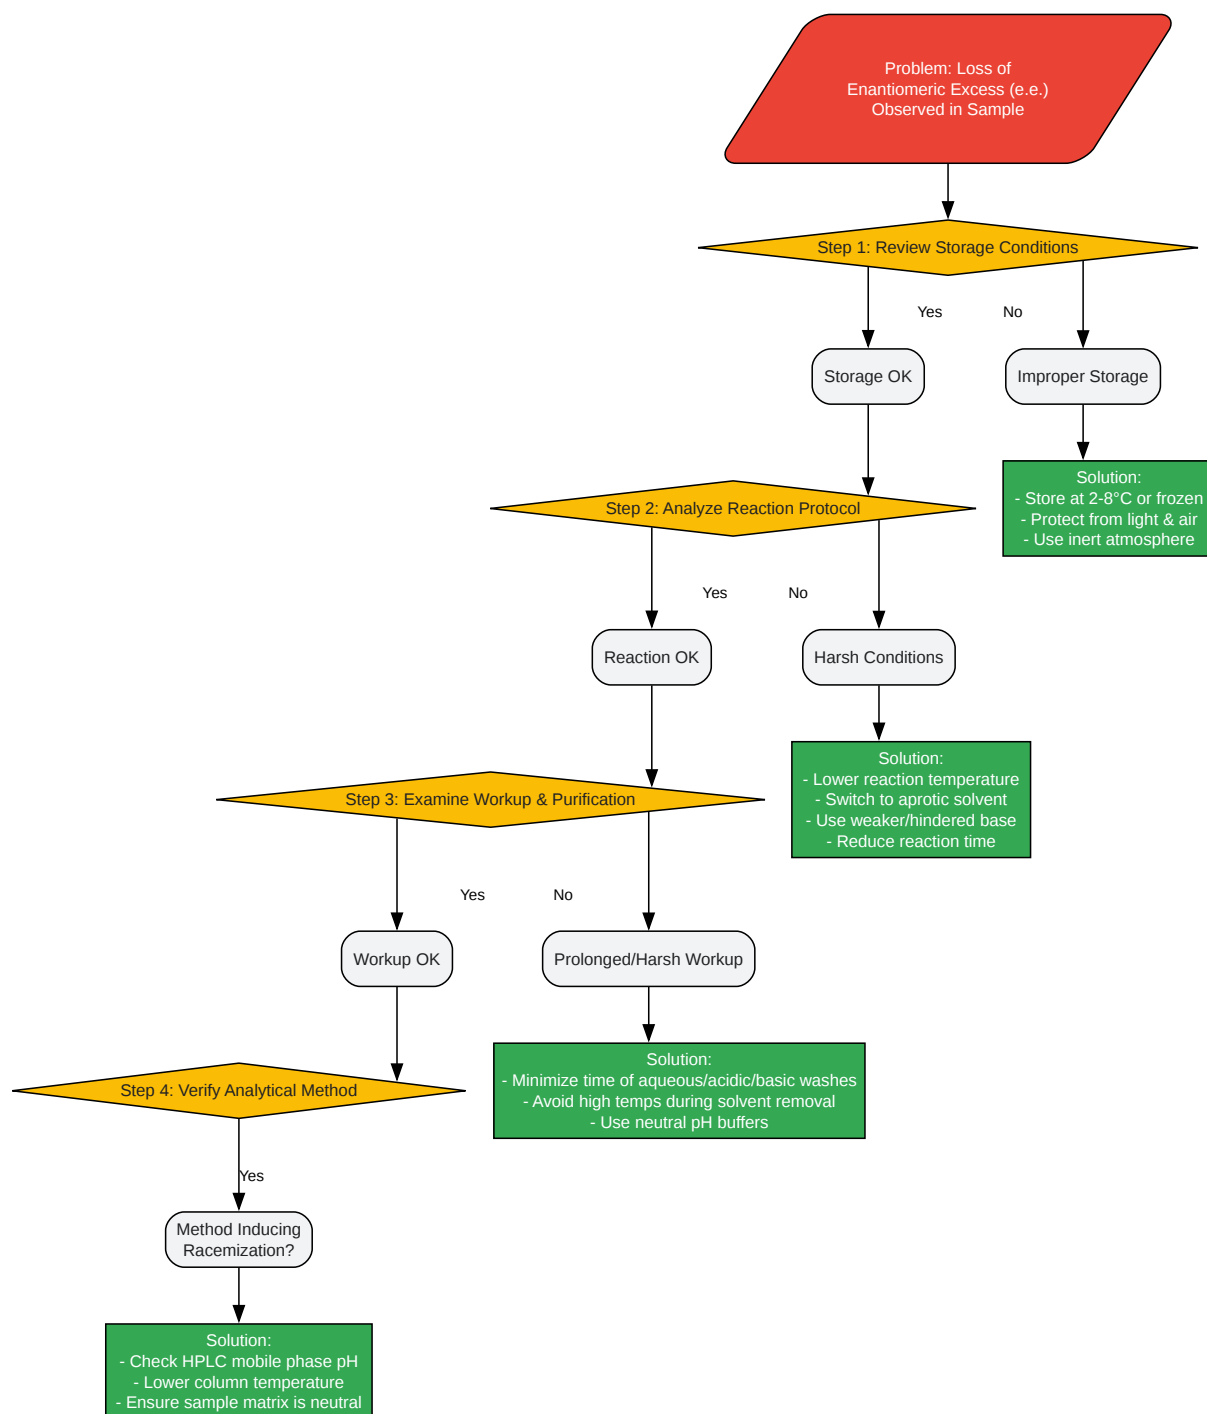 Problem: Loss of
Enantiomeric Excess (e.e.)
Observed in Sample
Step 1: Review Storage Conditions
Yes
No
Storage OK
Improper Storage
Solution:
- Store at 2-8°C or frozen
- Protect from light & air
- Use inert atmosphere
Step 2: Analyze Reaction Protocol
Yes
No
Reaction OK
Harsh Conditions
Solution:
- Lower reaction temperature
- Switch to aprotic solvent
- Use weaker/hindered base
- Reduce reaction time
Step 3: Examine Workup & Purification
Yes
No
Workup OK
Prolonged/Harsh Workup
Solution:
- Minimize time of aqueous/acidic/basic washes
- Avoid high temps during solvent removal
- Use neutral pH buffers
Step 4: Verify Analytical Method
Yes
Method Inducing
Racemization?
Solution:
- Check HPLC mobile phase pH
- Lower column temperature
- Ensure sample matrix is neutral